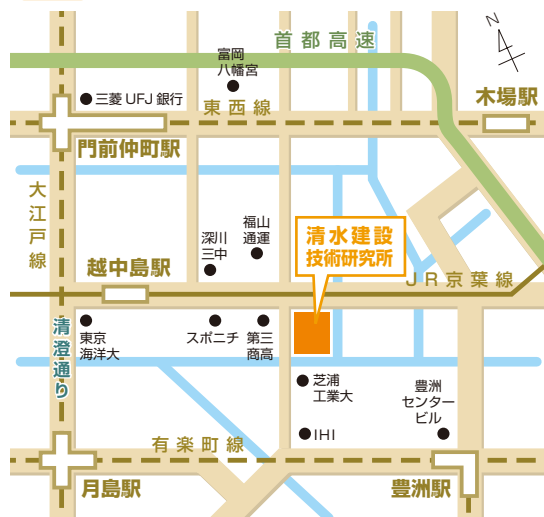 N
首都高速
富岡
八幡宮
三菱UFJ銀行
東西線
木場駅
門前仲町駅
大江戸線
福山
通運
深川
三中
清水建設
技術研究所
越中島駅
JR京葉線
清澄通り
東京
海洋大
スポニチ
第三
商高
芝浦
工業大
豊洲
センター
ビル
IHI
有楽町線
月島駅
豊洲駅